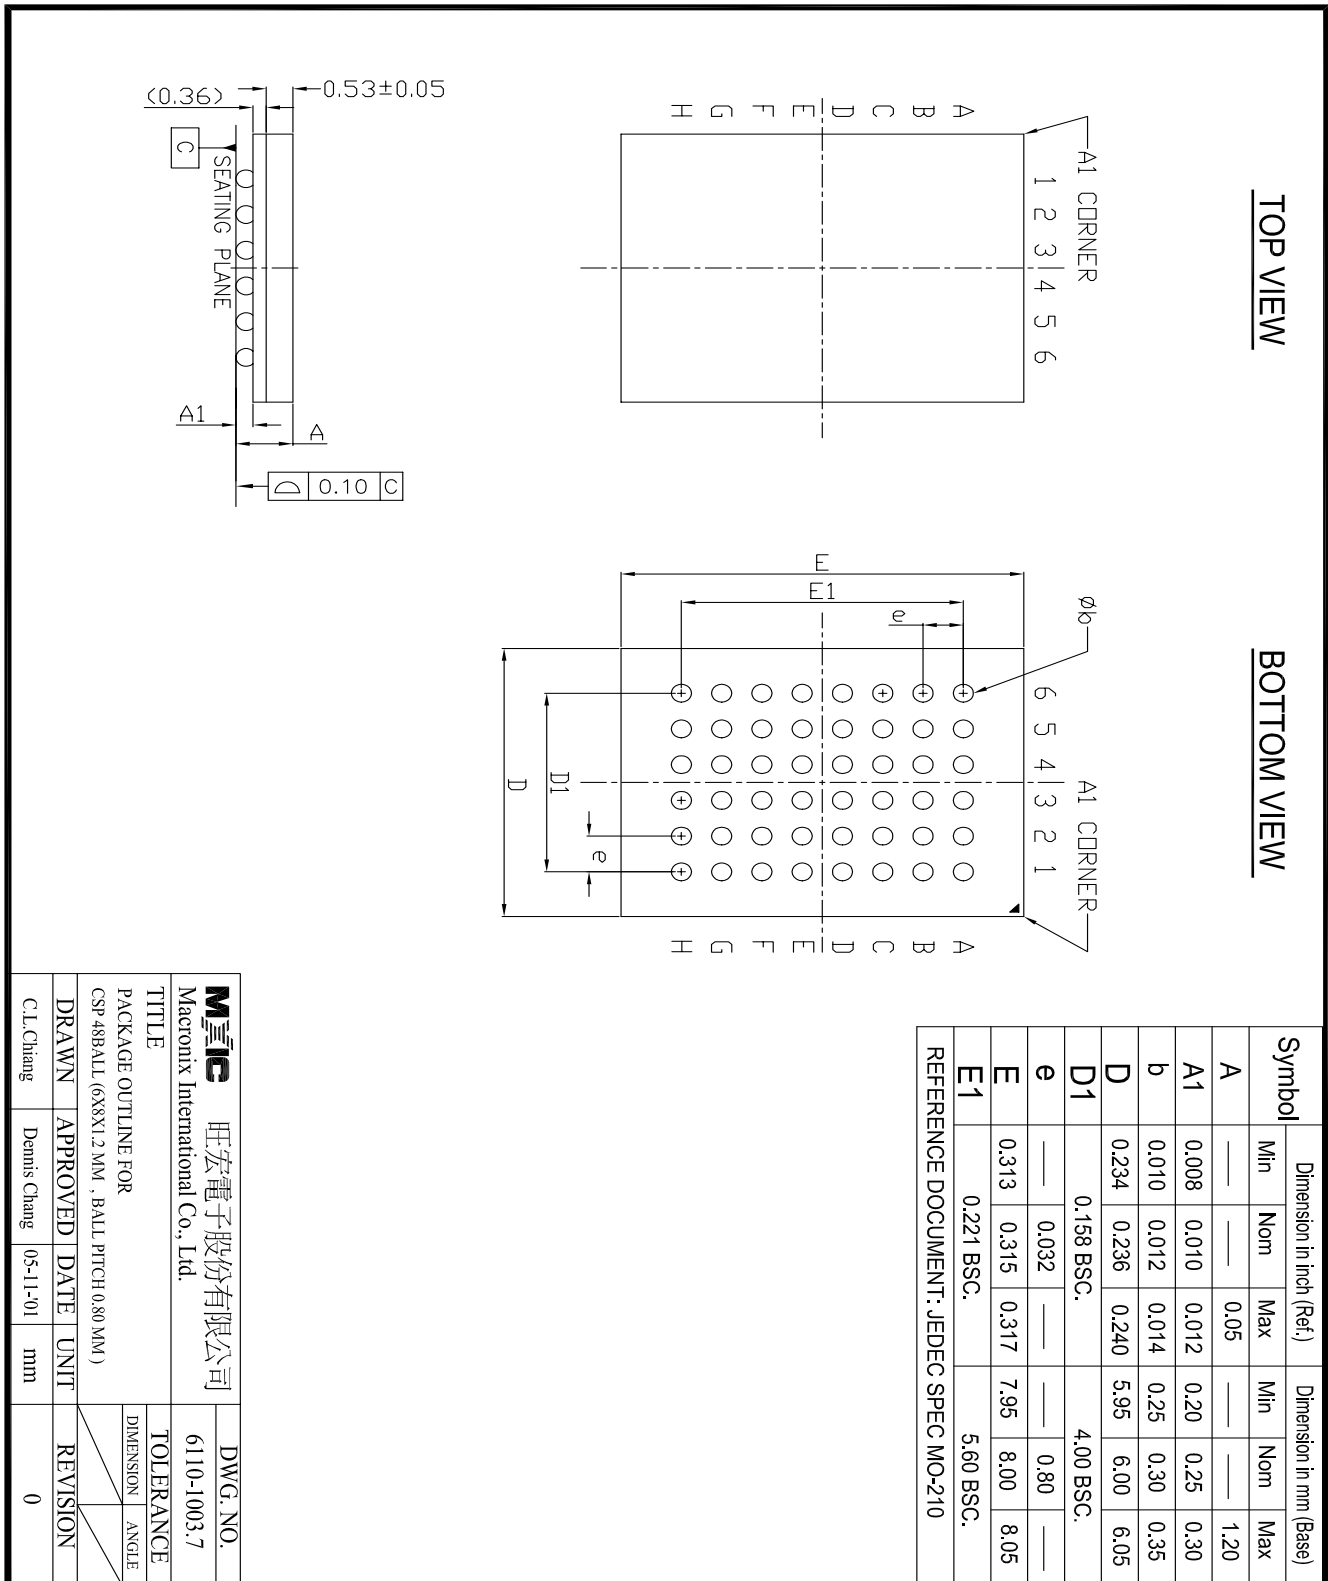 TOP VIEW
BOTTOM VIEW
A1 CORNER
1 2 3 4 5 6
A
B
C
D
E
F
G
H
0.53±0.05
(0.36)
C
SEATING PLANE
A1
A
0.10 C
Øb
A1 CORNER
6 5 4 3 2 1
A
B
C
D
E
F
G
H
E
E1
e
D1
D
e
Symbol Dimension in inch (Ref.) Dimension in mm (Base)
Min Nom Max Min Nom Max
A — — 0.05 — — 1.20
A1 0.008 0.010 0.012 0.20 0.25 0.30
b 0.010 0.012 0.014 0.25 0.30 0.35
D 0.234 0.236 0.240 5.95 6.00 6.05
D1 0.158 BSC. 4.00 BSC.
e — 0.032 — — 0.80 —
E 0.313 0.315 0.317 7.95 8.00 8.05
E1 0.221 BSC. 5.60 BSC.
REFERENCE DOCUMENT: JEDEC SPEC MO-210
MXIC 旺宏電子股份有限公司
Macronix International Co., Ltd.
DWG. NO.
6110-1003.7
TITLE
PACKAGE OUTLINE FOR
CSP 48BALL (6X8X1.2 MM , BALL PITCH 0.80 MM )
TOLERANCE
DIMENSION ANGLE
DRAWN APPROVED DATE UNIT REVISION
C.L.Chiang Dennis Chang 05-11-'01 mm 0